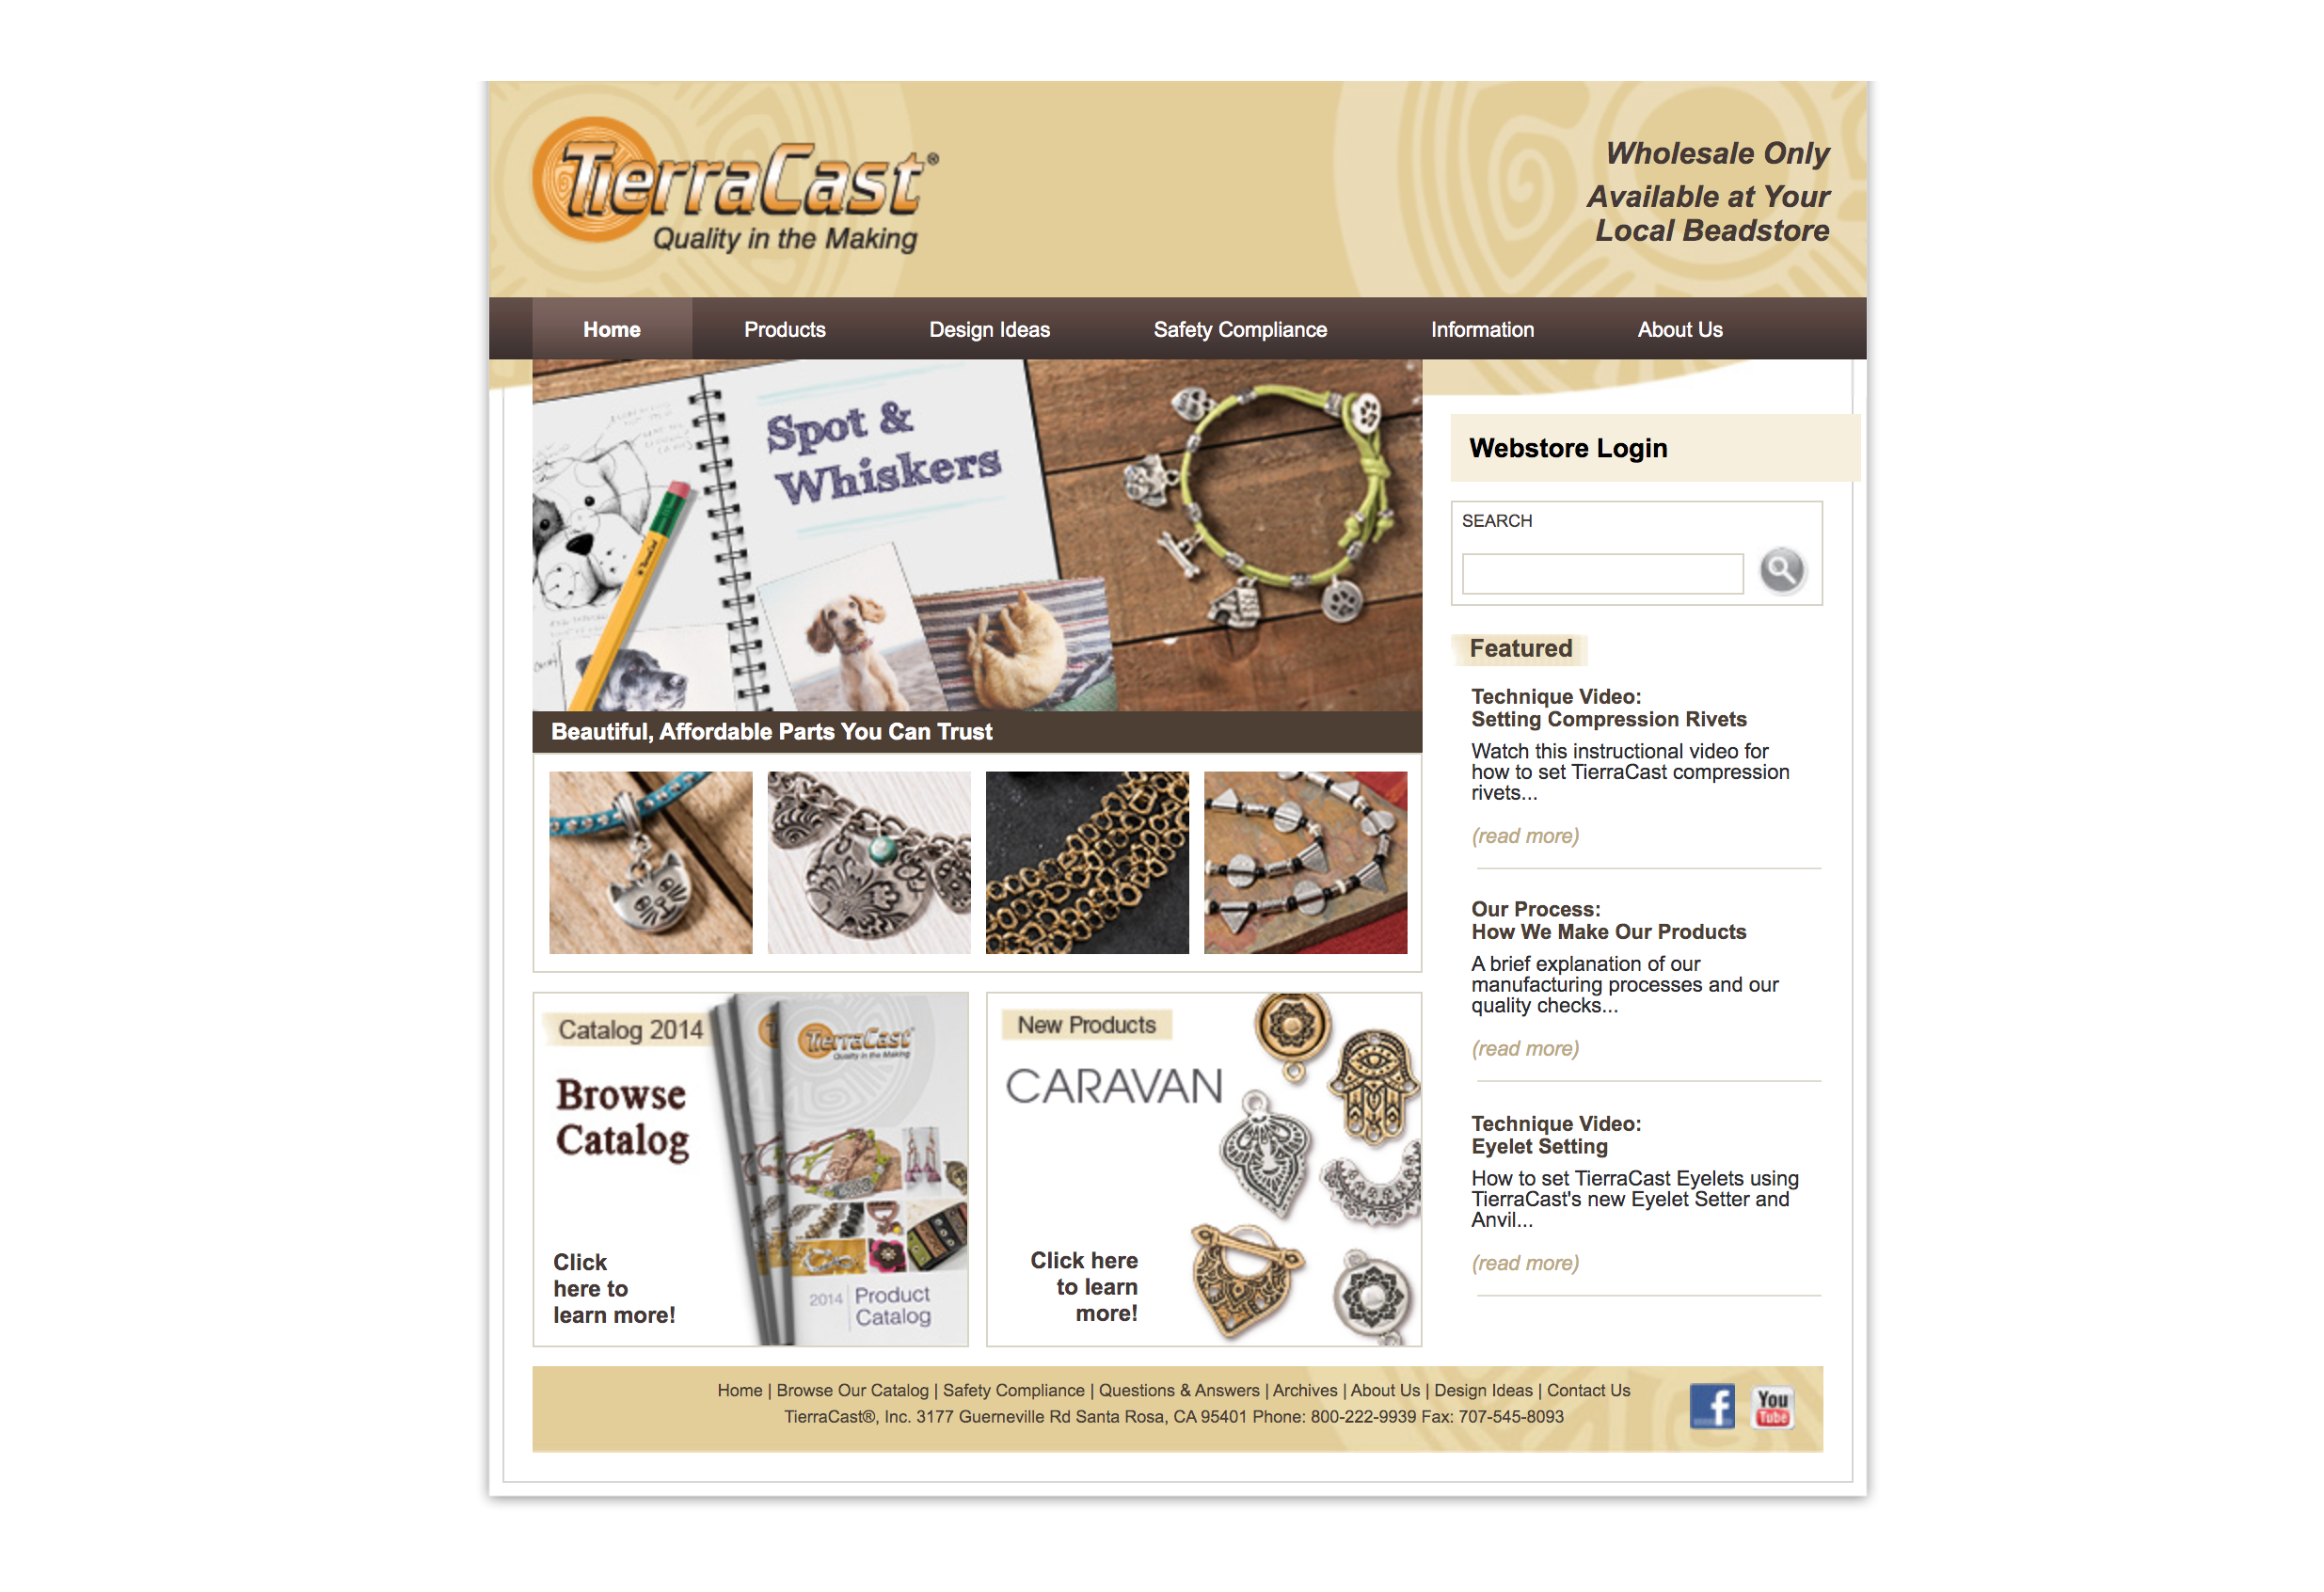 TierraCast®
Quality in the Making
Wholesale Only
Available at Your
Local Beadstore
Home
Products
Design Ideas
Safety Compliance
Information
About Us
Spot &
Whiskers
Beautiful, Affordable Parts You Can Trust
Webstore Login
SEARCH
Featured
Technique Video:
Setting Compression Rivets
Watch this instructional video for
how to set TierraCast compression
rivets...
(read more)
Our Process:
How We Make Our Products
A brief explanation of our
manufacturing processes and our
quality checks...
(read more)
Technique Video:
Eyelet Setting
How to set TierraCast Eyelets using
TierraCast's new Eyelet Setter and
Anvil...
(read more)
Catalog 2014
Browse
Catalog
Click
here to
learn more!
TierraCast
Quality in the Making
2014 Product
Catalog
New Products
CARAVAN
Click here
to learn
more!
Home | Browse Our Catalog | Safety Compliance | Questions & Answers | Archives | About Us | Design Ideas | Contact Us
TierraCast®, Inc. 3177 Guerneville Rd Santa Rosa, CA 95401 Phone: 800-222-9939 Fax: 707-545-8093
f
You
Tube